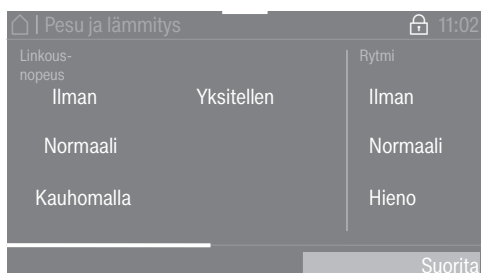 | Pesu ja lämmitys 11:02
Linkous-
nopeus
Rytmi
Ilman Yksitellen Ilman
Normaali Normaali
Kauhomalla Hieno
Suorita